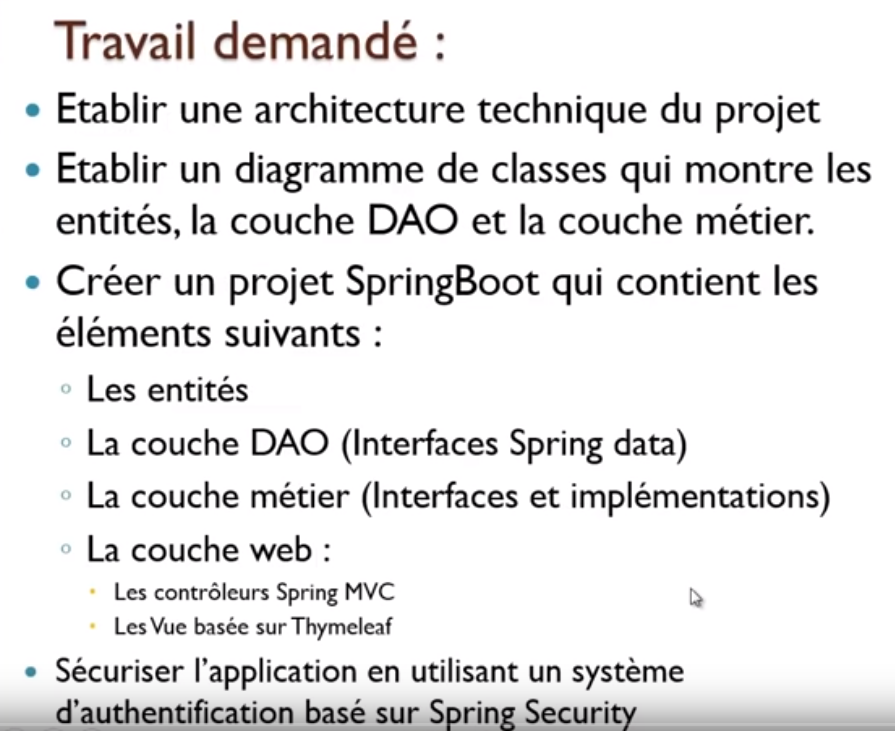 Travail demandé :
• Etablir une architecture technique du projet
• Etablir un diagramme de classes qui montre les
entités, la couche DAO et la couche métier.
• Créer un projet SpringBoot qui contient les
éléments suivants :
◦ Les entités
◦ La couche DAO (Interfaces Spring data)
◦ La couche métier (Interfaces et implémentations)
◦ La couche web :
• Les contrôleurs Spring MVC
• Les Vue basée sur Thymeleaf
• Sécuriser l'application en utilisant un système
d'authentification basé sur Spring Security